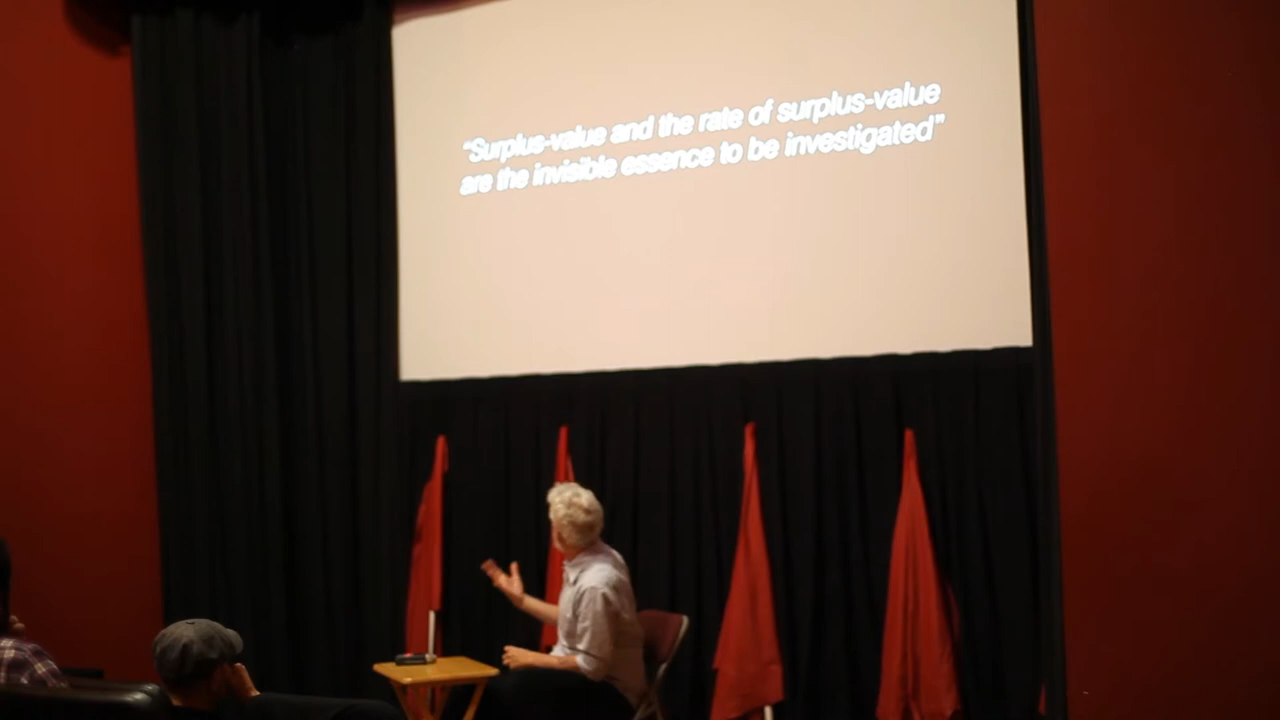 “Surplus-value and the rate of surplus-value
are the invisible essence to be investigated”